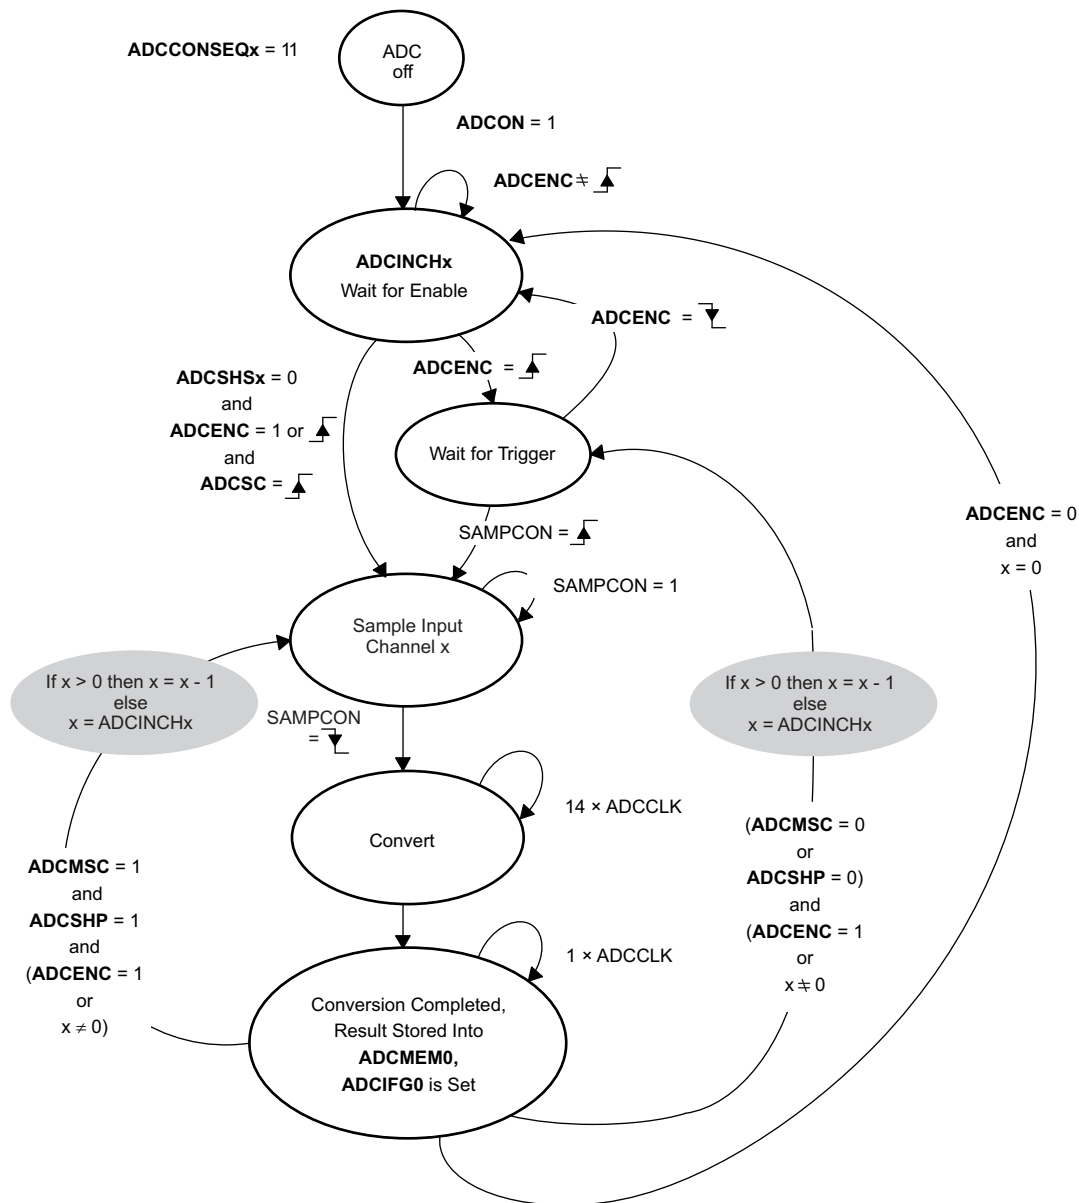 ADCCONSEQx = 11
ADC
off
ADCON = 1
ADCENC ≠
ADCINCHx
Wait for Enable
ADCENC =
ADCENC =
ADCSHSx = 0
and
ADCENC = 1 or
and
ADCSC =
Wait for Trigger
SAMPCON =
ADCENC = 0
and
x = 0
SAMPCON = 1
Sample Input
Channel x
If x > 0 then x = x - 1
else
x = ADCINCHx
If x > 0 then x = x - 1
else
x = ADCINCHx
SAMPCON
=
14 × ADCCLK
Convert
(ADCMSC = 0
or
ADCSHP = 0)
and
(ADCENC = 1
or
x ≠ 0
ADCMSC = 1
and
ADCSHP = 1
and
(ADCENC = 1
or
x ≠ 0)
1 × ADCCLK
Conversion Completed,
Result Stored Into
ADCMEM0,
ADCIFG0 is Set